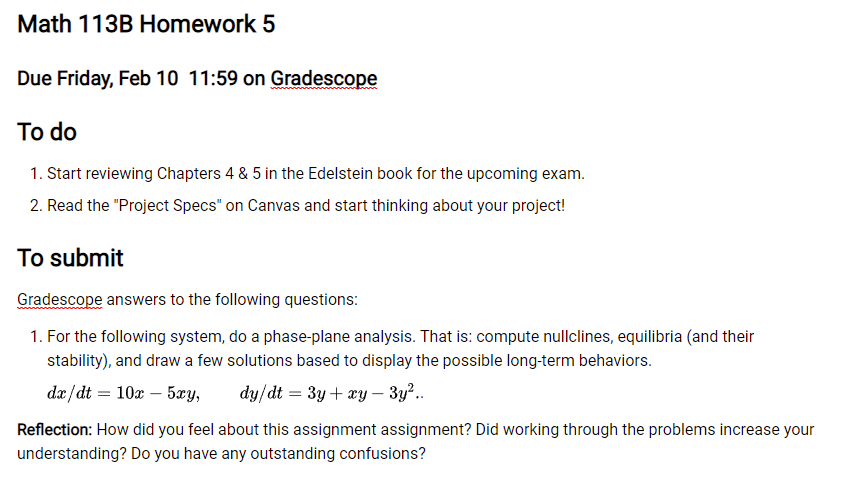 Math 113B Homework 5
Due Friday, Feb 10 11:59 on Gradescope
To do
1. Start reviewing Chapters 4 & 5 in the Edelstein book for the upcoming exam.
2. Read the "Project Specs" on Canvas and start thinking about your project!
To submit
Gradescope answers to the following questions:
1. For the following system, do a phase-plane analysis. That is: compute nullclines, equilibria (and their
stability), and draw a few solutions based to display the possible long-term behaviors.
dx/dt = 10x − 5xy, dy/dt = 3y + xy − 3y²..
Reflection: How did you feel about this assignment assignment? Did working through the problems increase your
understanding? Do you have any outstanding confusions?